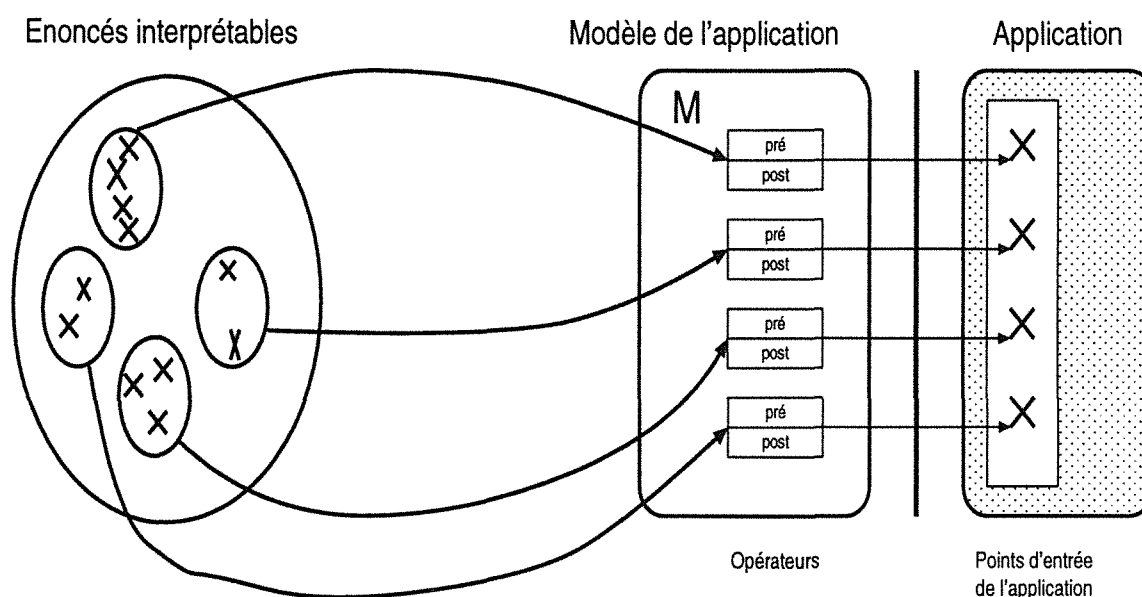 Enoncés interprétables
Modèle de l'application
Application
M
pré
post
pré
post
pré
post
pré
post
Opérateurs
Points d'entrée
de l'application